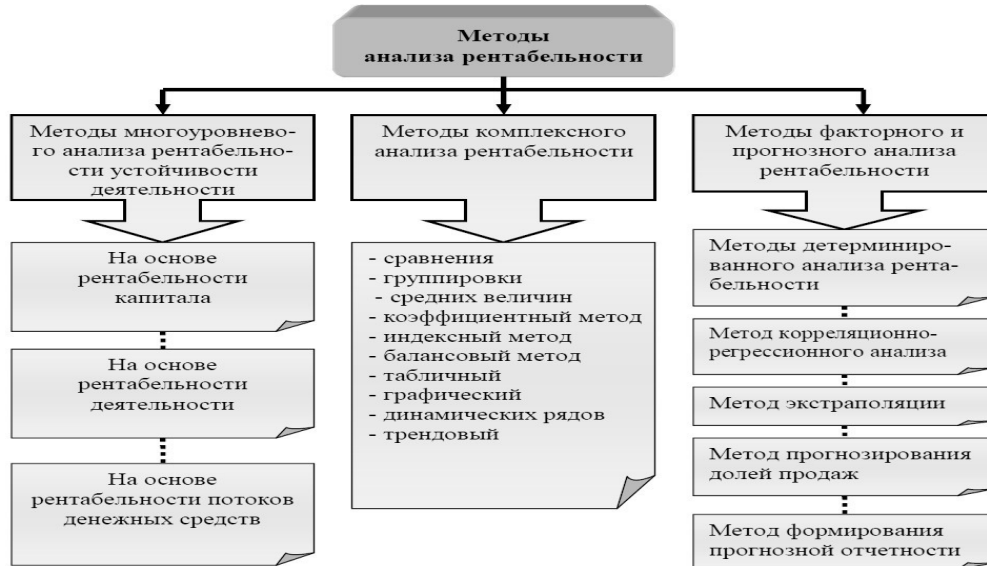 Методы
анализа рентабельности
Методы многоуровнево-
го анализа рентабельно-
сти устойчивости
деятельности
На основе
рентабельности
капитала
На основе
рентабельности
деятельности
На основе
рентабельности потоков
денежных средств
Методы комплексного
анализа рентабельности
- сравнения
- группировки
- средних величин
- коэффициентный метод
- индексный метод
- балансовый метод
- табличный
- графический
- динамических рядов
- трендовый
Методы факторного и
прогнозного анализа
рентабельности
Методы детерминиро-
ванного анализа рента-
бельности
Метод корреляционно-
регрессионного анализа
Метод экстраполяции
Метод прогнозирования
долей продаж
Метод формирования
прогнозной отчетности